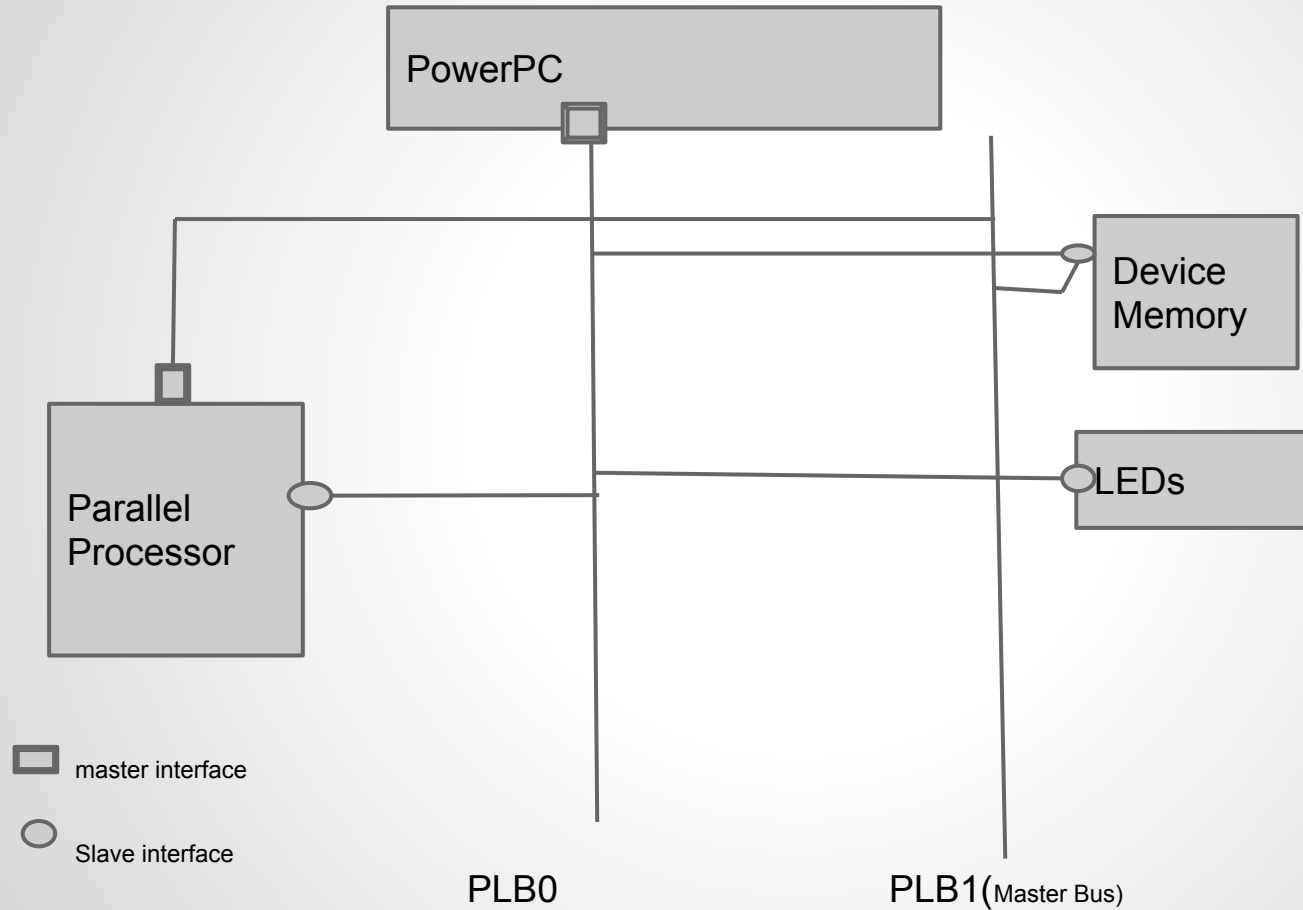 PowerPC
Device
Memory
LEDs
Parallel
Processor
master interface
Slave interface
PLB0
PLB1(Master Bus)